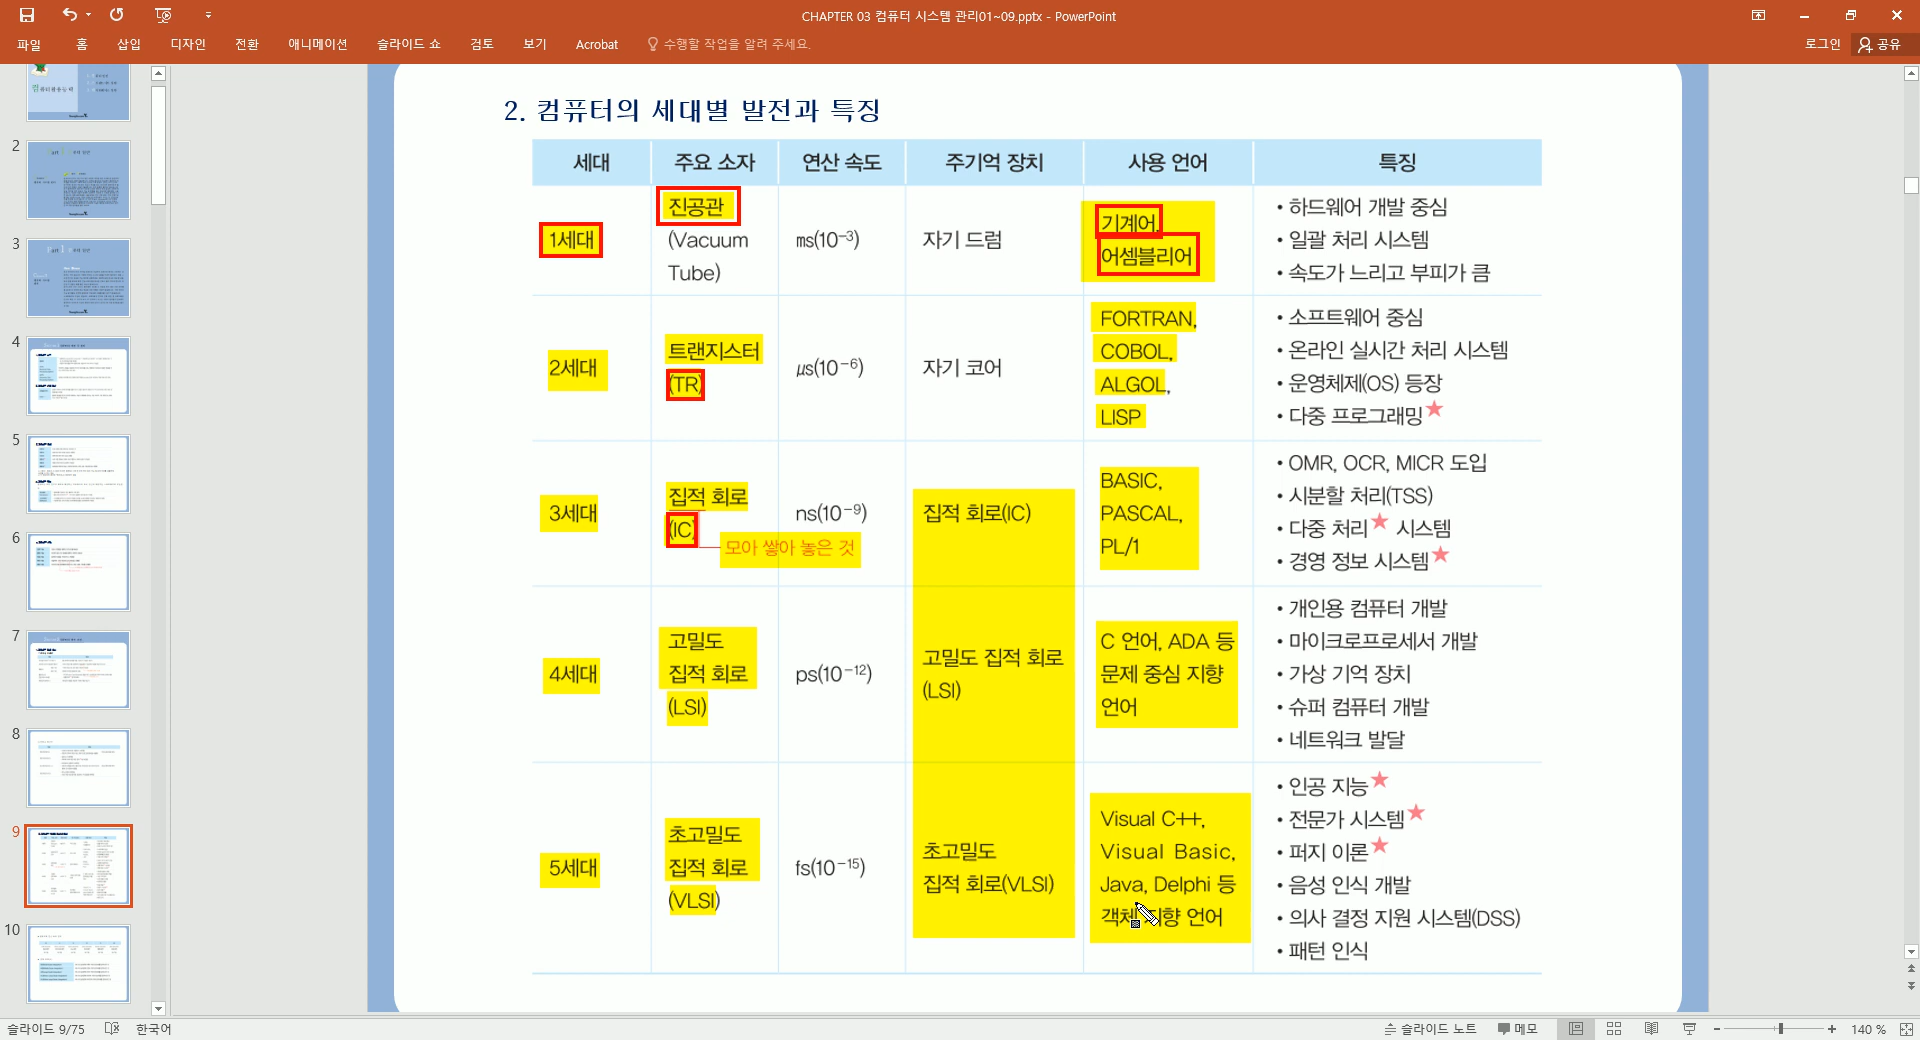 CHAPTER 03 컴퓨터 시스템 관리01~09.pptx - PowerPoint
파일 홈 삽입 디자인 전환 애니메이션 슬라이드 쇼 검토 보기 Acrobat 수행할 작업을 알려 주세요. 로그인 공유
2
3
4
5
6
7
8
9
10
2. 컴퓨터의 세대별 발전과 특징
세대 주요 소자 연산 속도 주기억 장치 사용 언어 특징
1세대
진공관
(Vacuum
Tube)
ms(10⁻³)
자기 드럼
기계어,
어셈블리어
• 하드웨어 개발 중심
• 일괄 처리 시스템
• 속도가 느리고 부피가 큼
2세대
트랜지스터
(TR)
μs(10⁻⁶)
자기 코어
FORTRAN,
COBOL,
ALGOL,
LISP
• 소프트웨어 중심
• 온라인 실시간 처리 시스템
• 운영체제(OS) 등장
• 다중 프로그래밍★
3세대
집적 회로
(IC)
모아 쌓아 놓은 것
ns(10⁻⁹)
집적 회로(IC)
BASIC,
PASCAL,
PL/1
• OMR, OCR, MICR 도입
• 시분할 처리(TSS)
• 다중 처리★ 시스템
• 경영 정보 시스템★
4세대
고밀도
집적 회로
(LSI)
ps(10⁻¹²)
고밀도 집적 회로
(LSI)
C 언어, ADA 등
문제 중심 지향
언어
• 개인용 컴퓨터 개발
• 마이크로프로세서 개발
• 가상 기억 장치
• 슈퍼 컴퓨터 개발
• 네트워크 발달
5세대
초고밀도
집적 회로
(VLSI)
fs(10⁻¹⁵)
초고밀도
집적 회로(VLSI)
Visual C++,
Visual Basic,
Java, Delphi 등
객체 지향 언어
• 인공 지능★
• 전문가 시스템★
• 퍼지 이론★
• 음성 인식 개발
• 의사 결정 지원 시스템(DSS)
• 패턴 인식
슬라이드 9/75 한국어 슬라이드 노트 메모 140 %